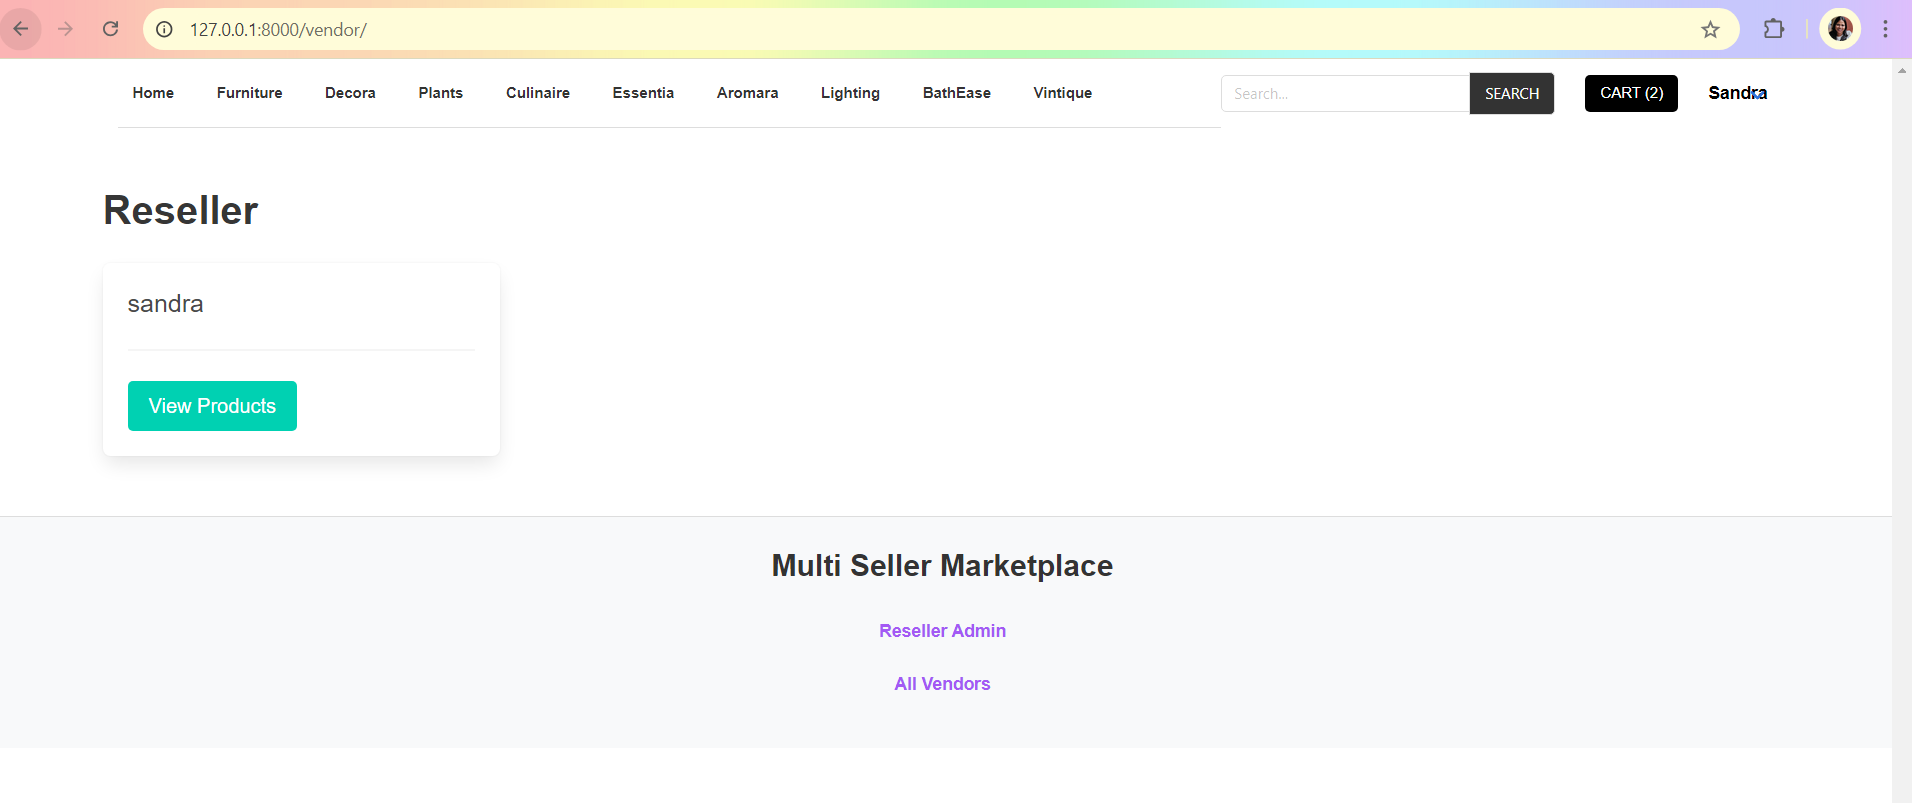 127.0.0.1:8000/vendor/
Home Furniture Decora Plants Culinaire Essentia Aromara Lighting BathEase Vintique Search... SEARCH CART (2) Sandra
Reseller
sandra
View Products
Multi Seller Marketplace
Reseller Admin
All Vendors